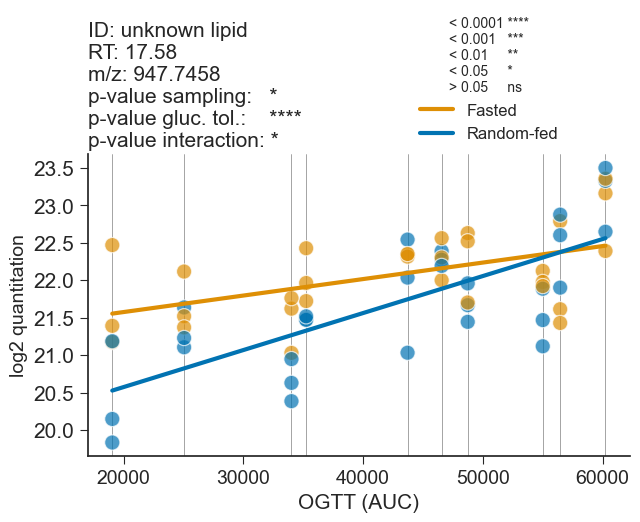 ID: unknown lipid
RT: 17.58
m/z: 947.7458
p-value sampling: *
p-value gluc. tol.: ****
p-value interaction: *
< 0.0001 ****
< 0.001 ***
< 0.01 **
< 0.05 *
> 0.05 ns
Fasted
Random-fed
log2 quantitation
23.5
23.0
22.5
22.0
21.5
21.0
20.5
20.0
20000 30000 40000 50000 60000
OGTT (AUC)